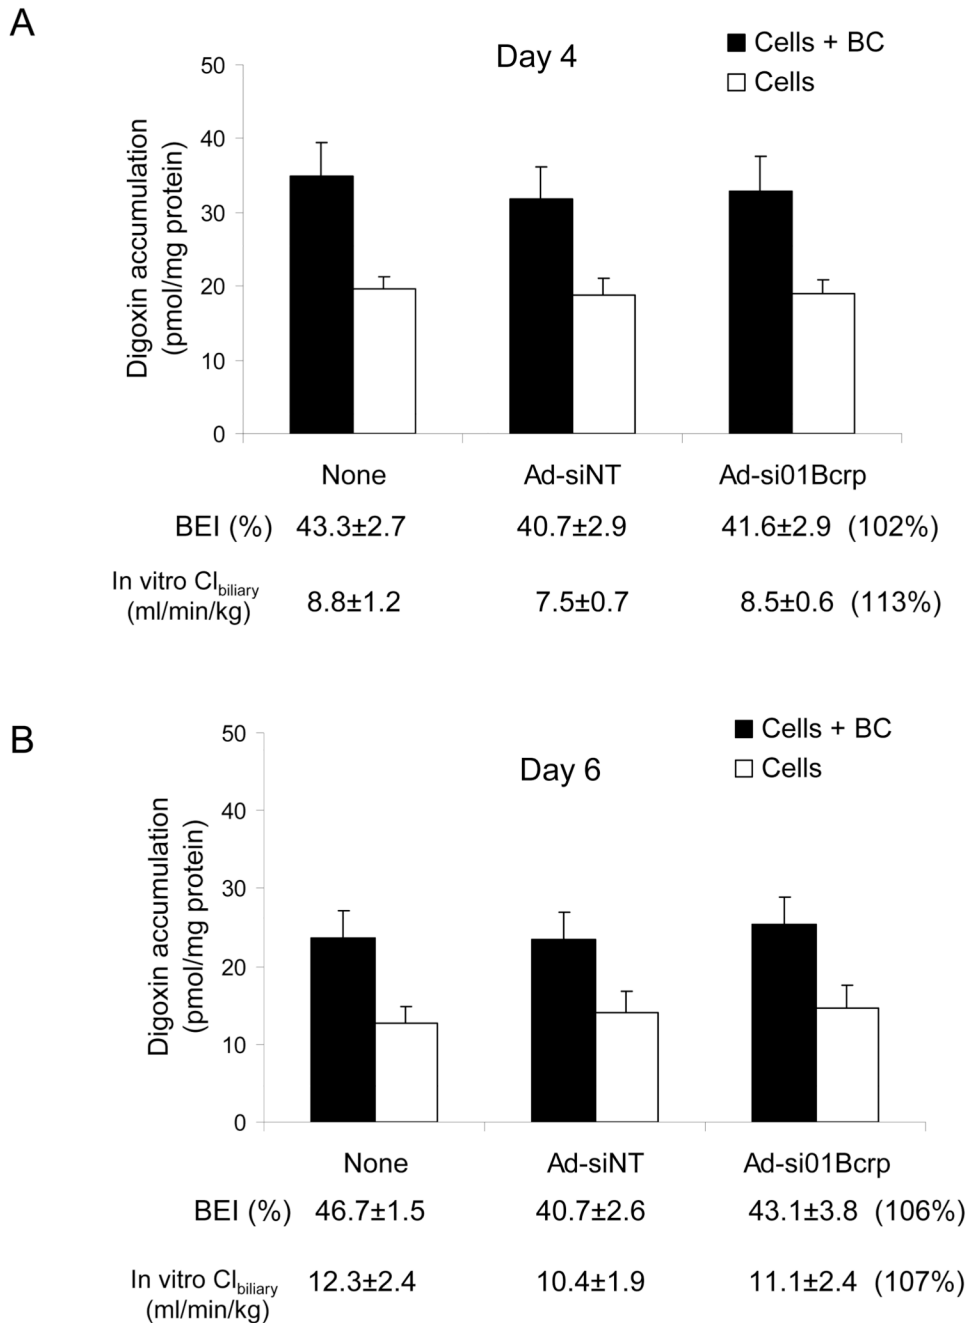 A
Day 4
Cells + BC
Cells
Digoxin accumulation
(pmol/mg protein)
50
40
30
20
10
0
None Ad-siNT Ad-si01Bcrp
BEI (%) 43.3±2.7 40.7±2.9 41.6±2.9 (102%)
In vitro Cl biliary
(ml/min/kg) 8.8±1.2 7.5±0.7 8.5±0.6 (113%)
B
Day 6
Cells + BC
Cells
Digoxin accumulation
(pmol/mg protein)
50
40
30
20
10
0
None Ad-siNT Ad-si01Bcrp
BEI (%) 46.7±1.5 40.7±2.6 43.1±3.8 (106%)
In vitro Cl biliary
(ml/min/kg) 12.3±2.4 10.4±1.9 11.1±2.4 (107%)